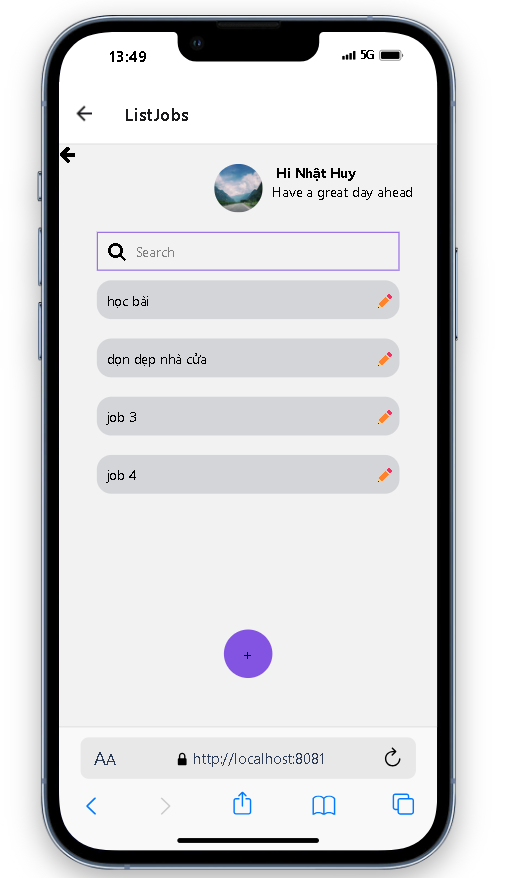 13:49
5G
ListJobs
Hi Nhật Huy
Have a great day ahead
Search
học bài
dọn dẹp nhà cửa
job 3
job 4
+
AA
http://localhost:8081